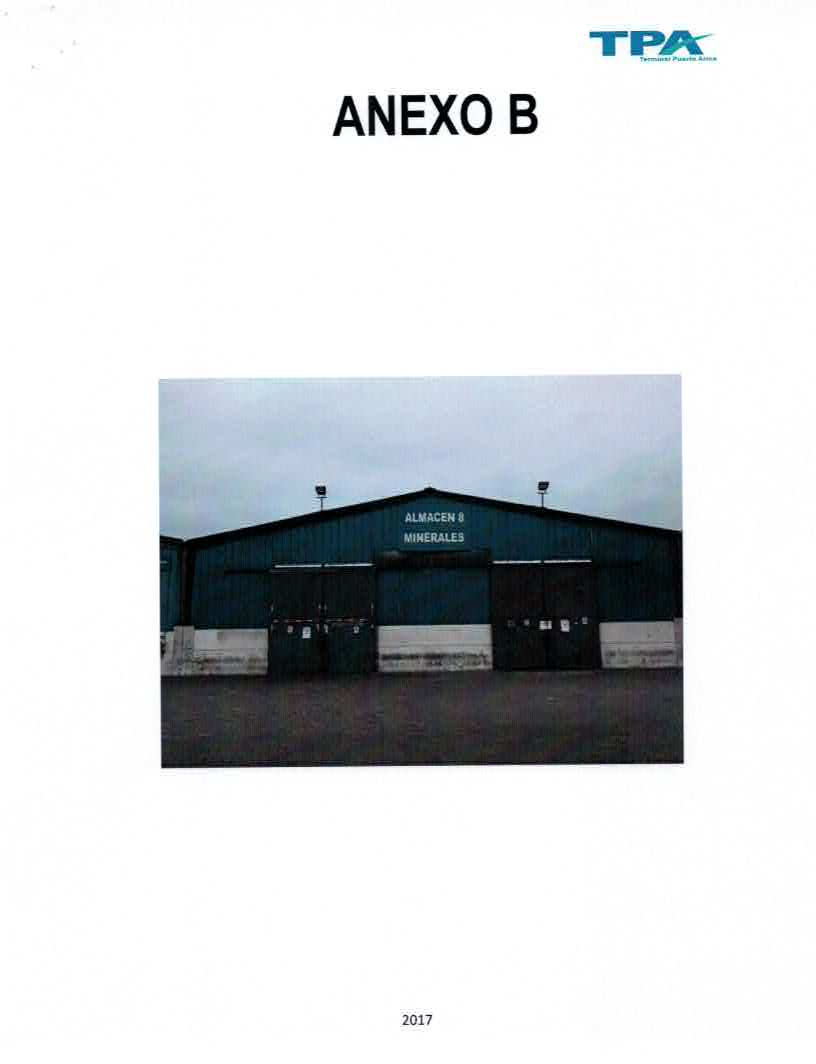 TPA
Terminal Puerto Arica
ANEXO B
ALMACEN 8
MINERALES
2017